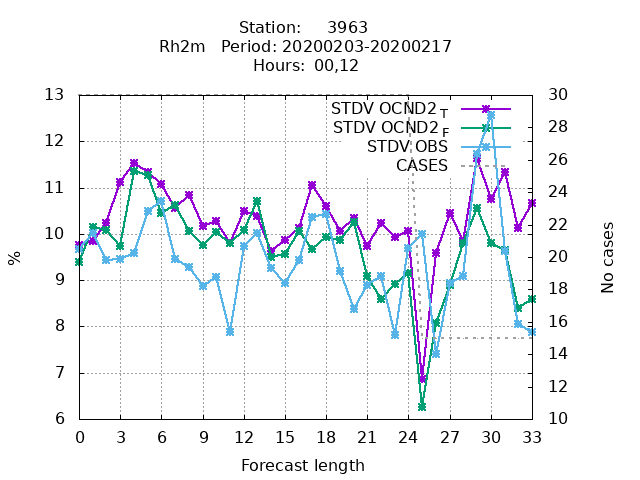 Station: 3963
Rh2m Period: 20200203-20200217
Hours: 00,12
STDV OCND2 T
STDV OCND2 F
STDV OBS
CASES
%
13
12
11
10
9
8
7
6
30
28
26
24
22
20
18
16
14
12
10
No cases
0 3 6 9 12 15 18 21 24 27 30 33
Forecast length